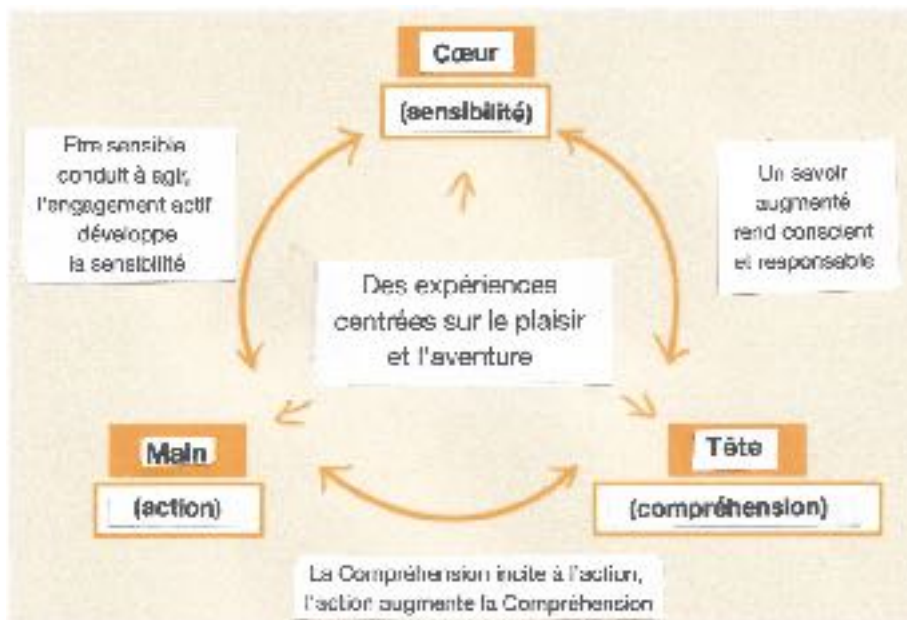 Cœur
(sensibilité)
Etre sensible
conduit à agir,
l'engagement actif
développe
la sensibilité
Un savoir
augmenté
rend conscient
et responsable
Des expériences
centrées sur le plaisir
et l'aventure
Main
(action)
Tête
(compréhension)
La Compréhension incite à l'action,
l'action augmente la Compréhension